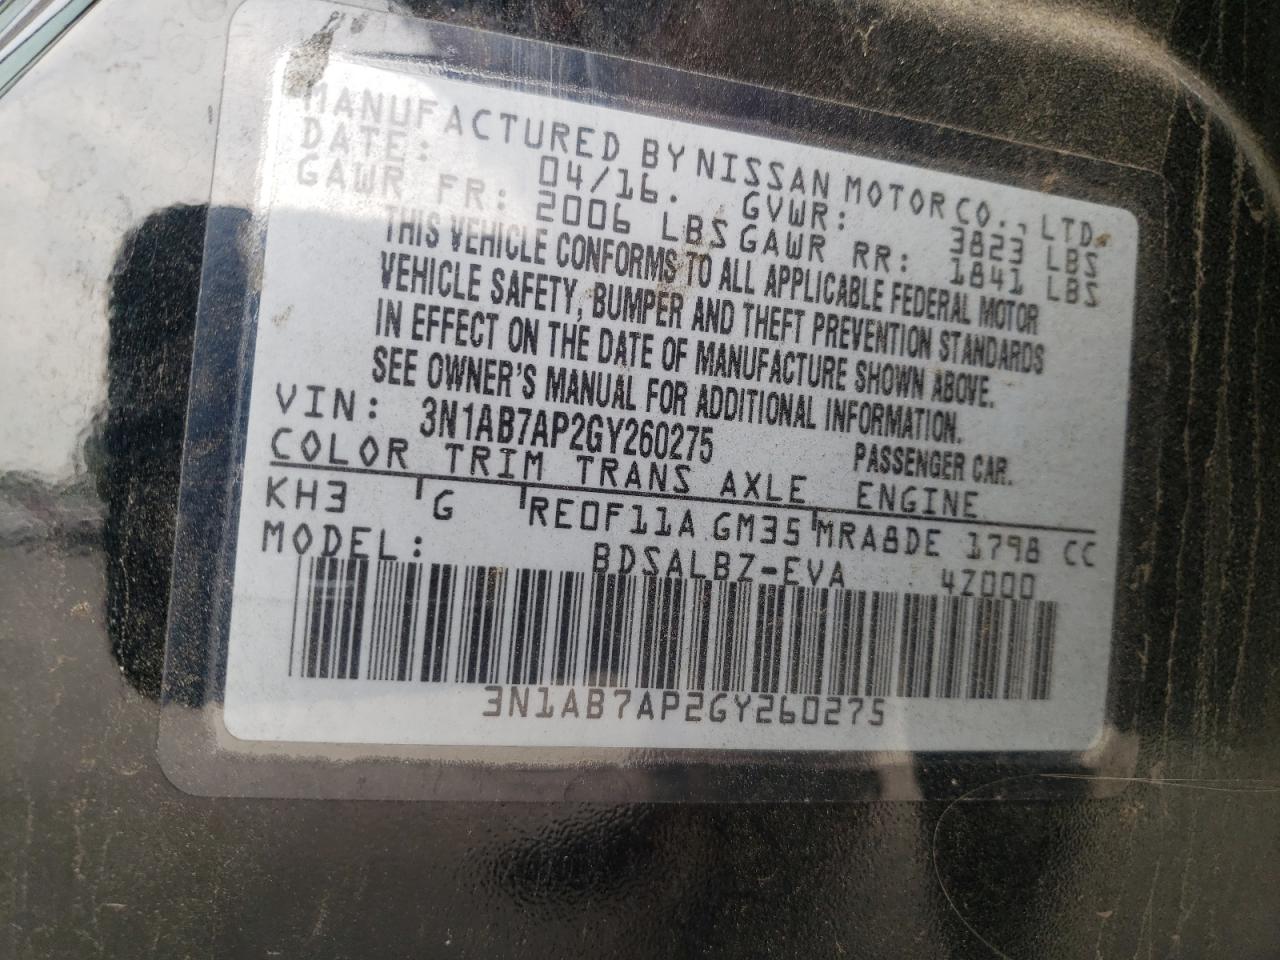 MANUFACTURED BY NISSAN MOTOR CO., LTD.
DATE: 04/16. GVWR: 3823 LBS
GAWR FR: 2006 LBS GAWR RR: 1841 LBS
THIS VEHICLE CONFORMS TO ALL APPLICABLE FEDERAL MOTOR
VEHICLE SAFETY, BUMPER AND THEFT PREVENTION STANDARDS
IN EFFECT ON THE DATE OF MANUFACTURE SHOWN ABOVE.
SEE OWNER'S MANUAL FOR ADDITIONAL INFORMATION.
VIN: 3N1AB7AP2GY260275 PASSENGER CAR.
COLOR TRIM TRANS AXLE ENGINE
KH3 G RE0F11A GM35 MRA8DE 1798 CC
MODEL: BDSALBZ-EVA 4Z000
3N1AB7AP2GY260275